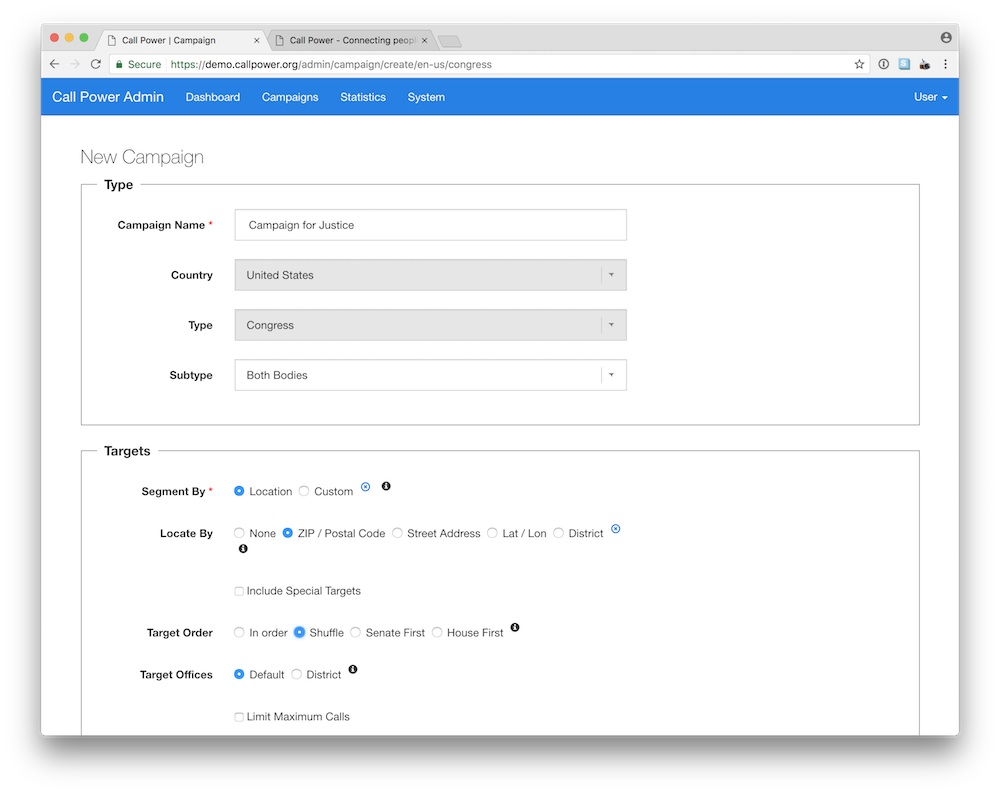 Call Power | Campaign
Call Power - Connecting peopl
Secure https://demo.callpower.org/admin/campaign/create/en-us/congress
Call Power Admin Dashboard Campaigns Statistics System User
New Campaign
Type
Campaign Name * Campaign for Justice
Country United States
Type Congress
Subtype Both Bodies
Targets
Segment By * Location Custom
Locate By None ZIP / Postal Code Street Address Lat / Lon District
Include Special Targets
Target Order In order Shuffle Senate First House First
Target Offices Default District
Limit Maximum Calls